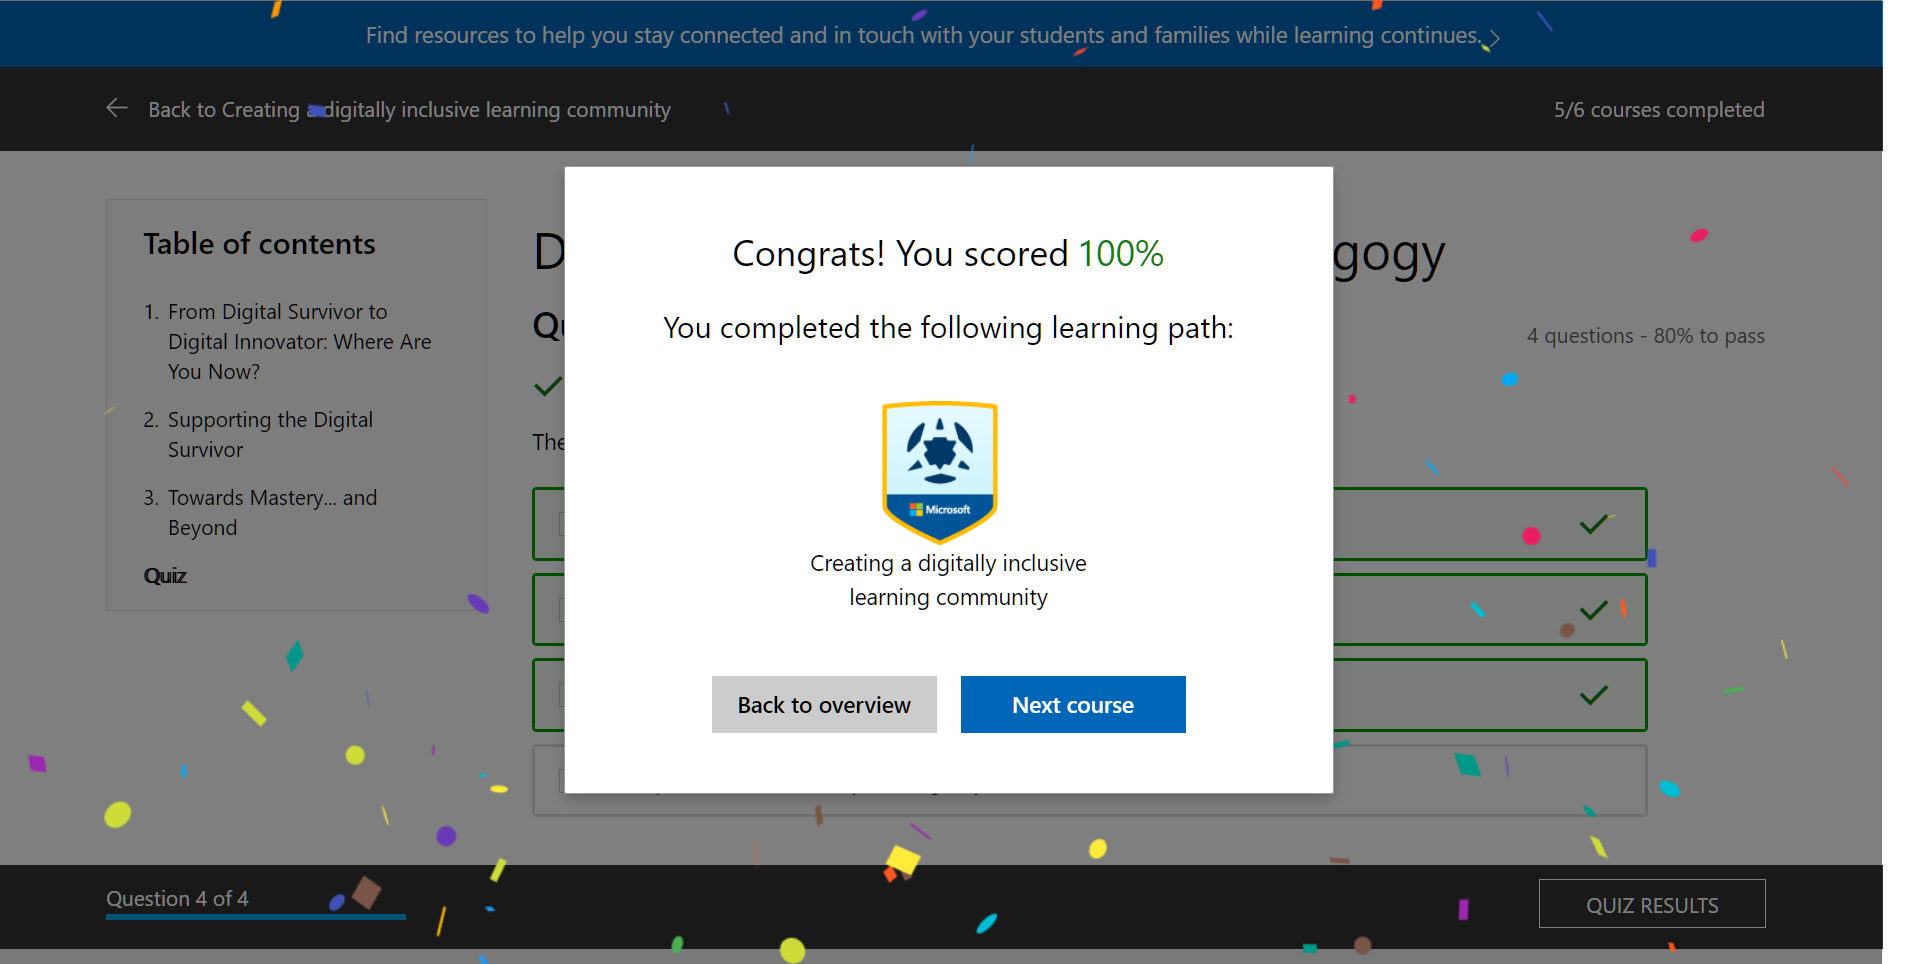 Find resources to help you stay connected and in touch with your students and families while learning continues.
Back to Creating a digitally inclusive learning community
5/6 courses completed
Table of contents
1. From Digital Survivor to
Digital Innovator: Where Are
You Now?
2. Supporting the Digital
Survivor
3. Towards Mastery... and
Beyond
Quiz
gogy
4 questions - 80% to pass
The
Congrats! You scored 100%
You completed the following learning path:
Microsoft
Creating a digitally inclusive
learning community
Back to overview
Next course
Question 4 of 4
QUIZ RESULTS